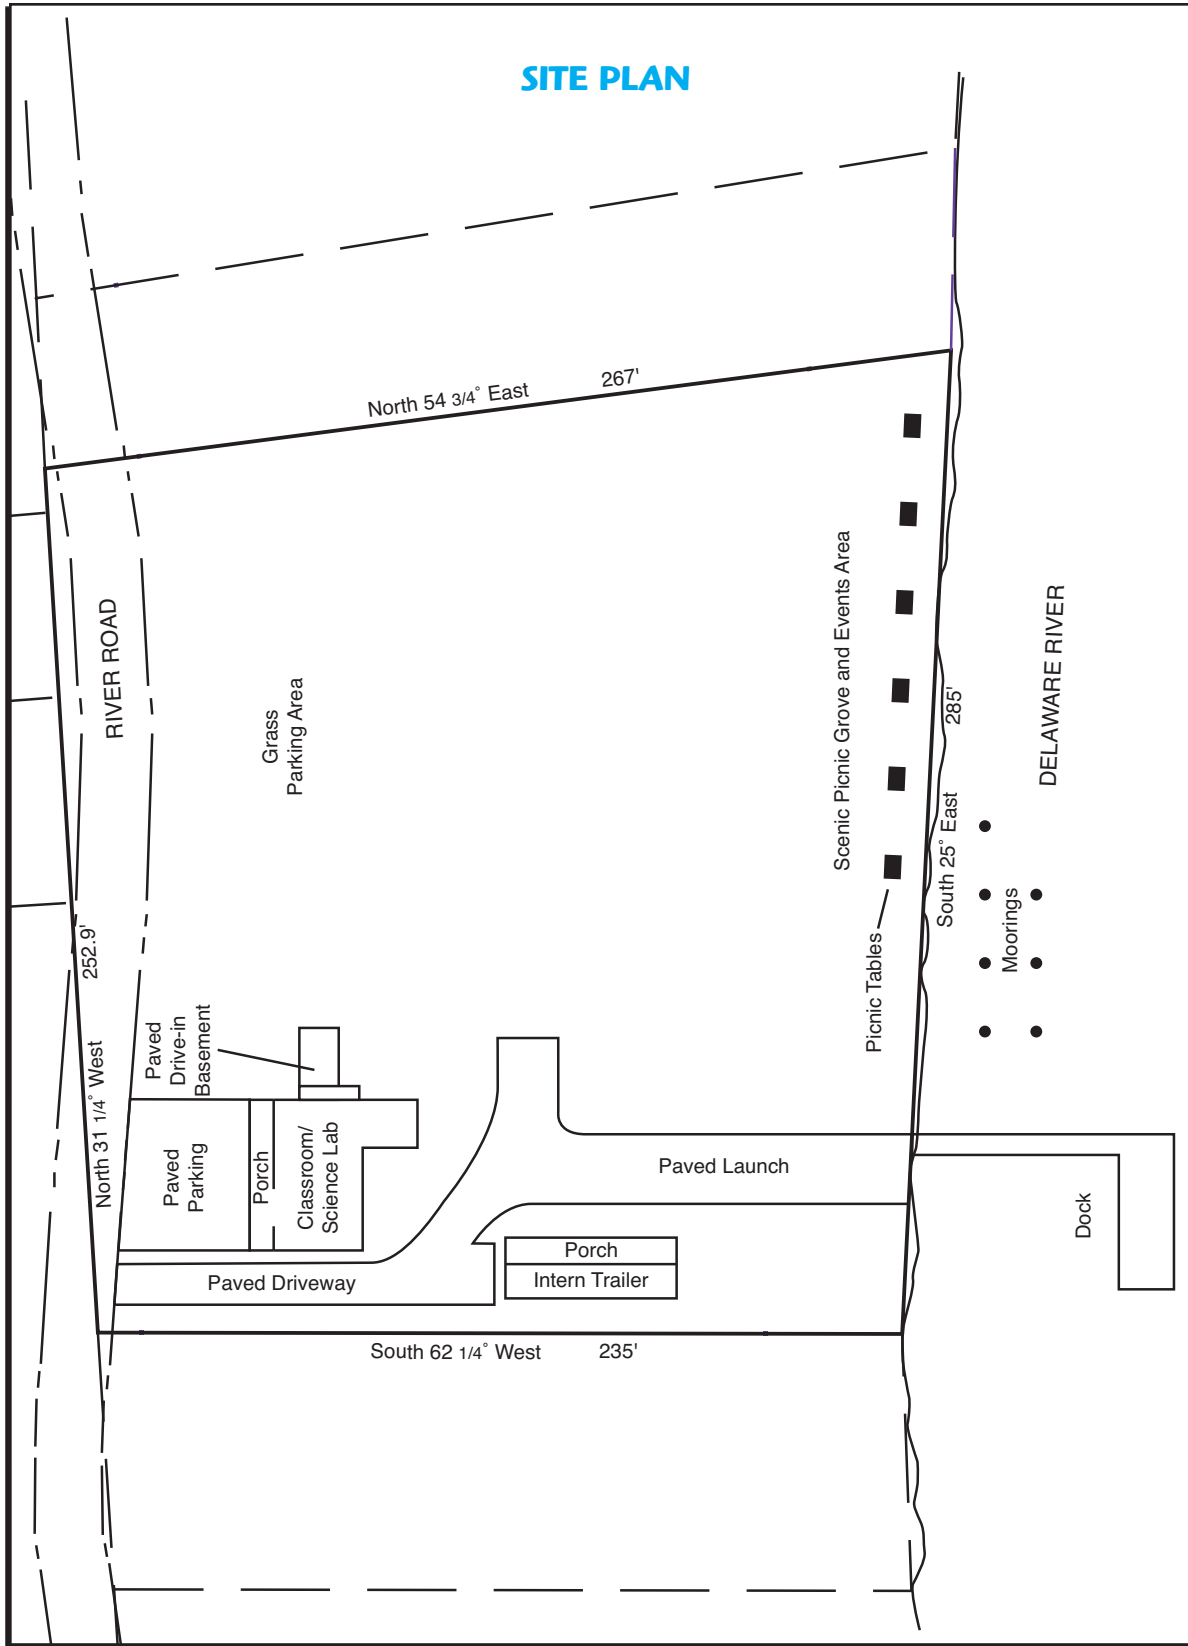 SITE PLAN
North 54 3/4° East 267'
RIVER ROAD
Grass
Parking Area
Scenic Picnic Grove and Events Area
285'
South 25° East
DELAWARE RIVER
252.9'
North 31 1/4° West
Picnic Tables
Moorings
Paved
Drive-in
Basement
Paved
Parking
Porch
Classroom/
Science Lab
Paved Launch
Dock
Porch
Intern Trailer
Paved Driveway
South 62 1/4° West 235'